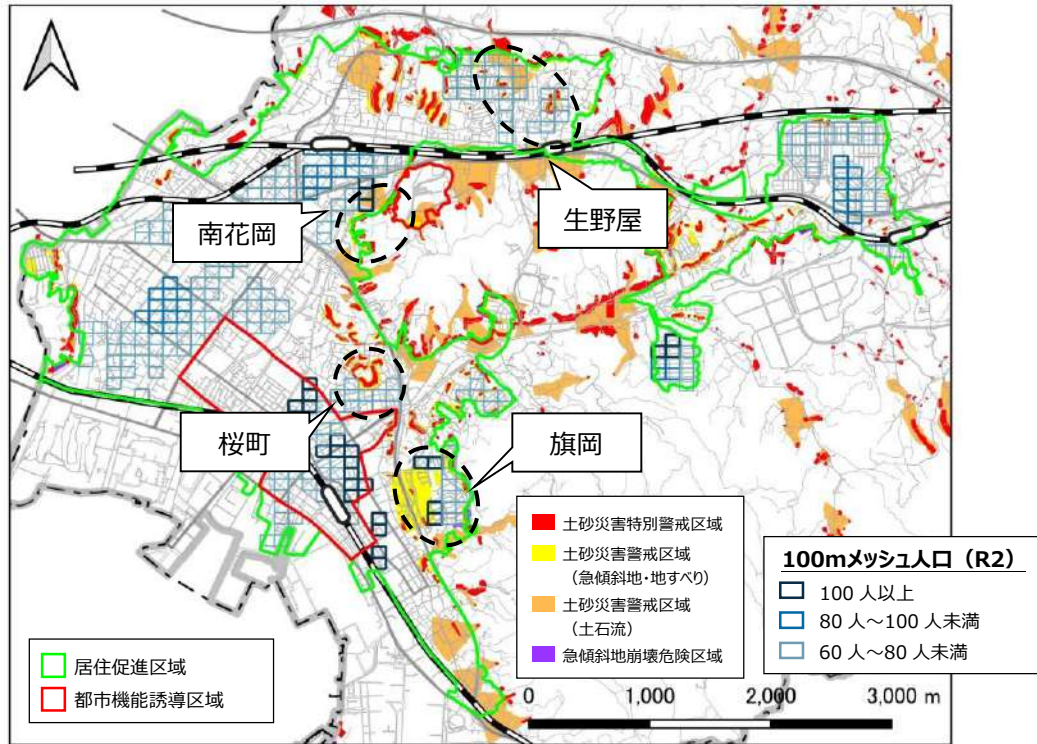 南花岡
生野屋
桜町
旗岡
土砂災害特別警戒区域
土砂災害警戒区域
(急傾斜地・地すべり)
土砂災害警戒区域
(土石流)
急傾斜地崩壊危険区域
100mメッシュ人口(R2)
100 人以上
80 人~100 人未満
60 人~80 人未満
居住促進区域
都市機能誘導区域
0 1,000 2,000 3,000 m